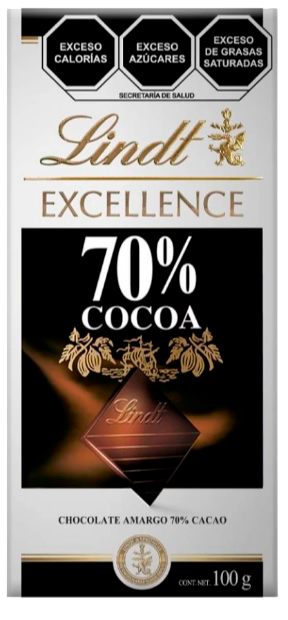 EXCESO
CALORÍAS
EXCESO
AZÚCARES
EXCESO
DE GRASAS
SATURADAS
SECRETARÍA DE SALUD
Lindt
EXCELLENCE
70%
COCOA
Lindt
CHOCOLATE AMARGO 70% CACAO
CONT. NET. 100 g